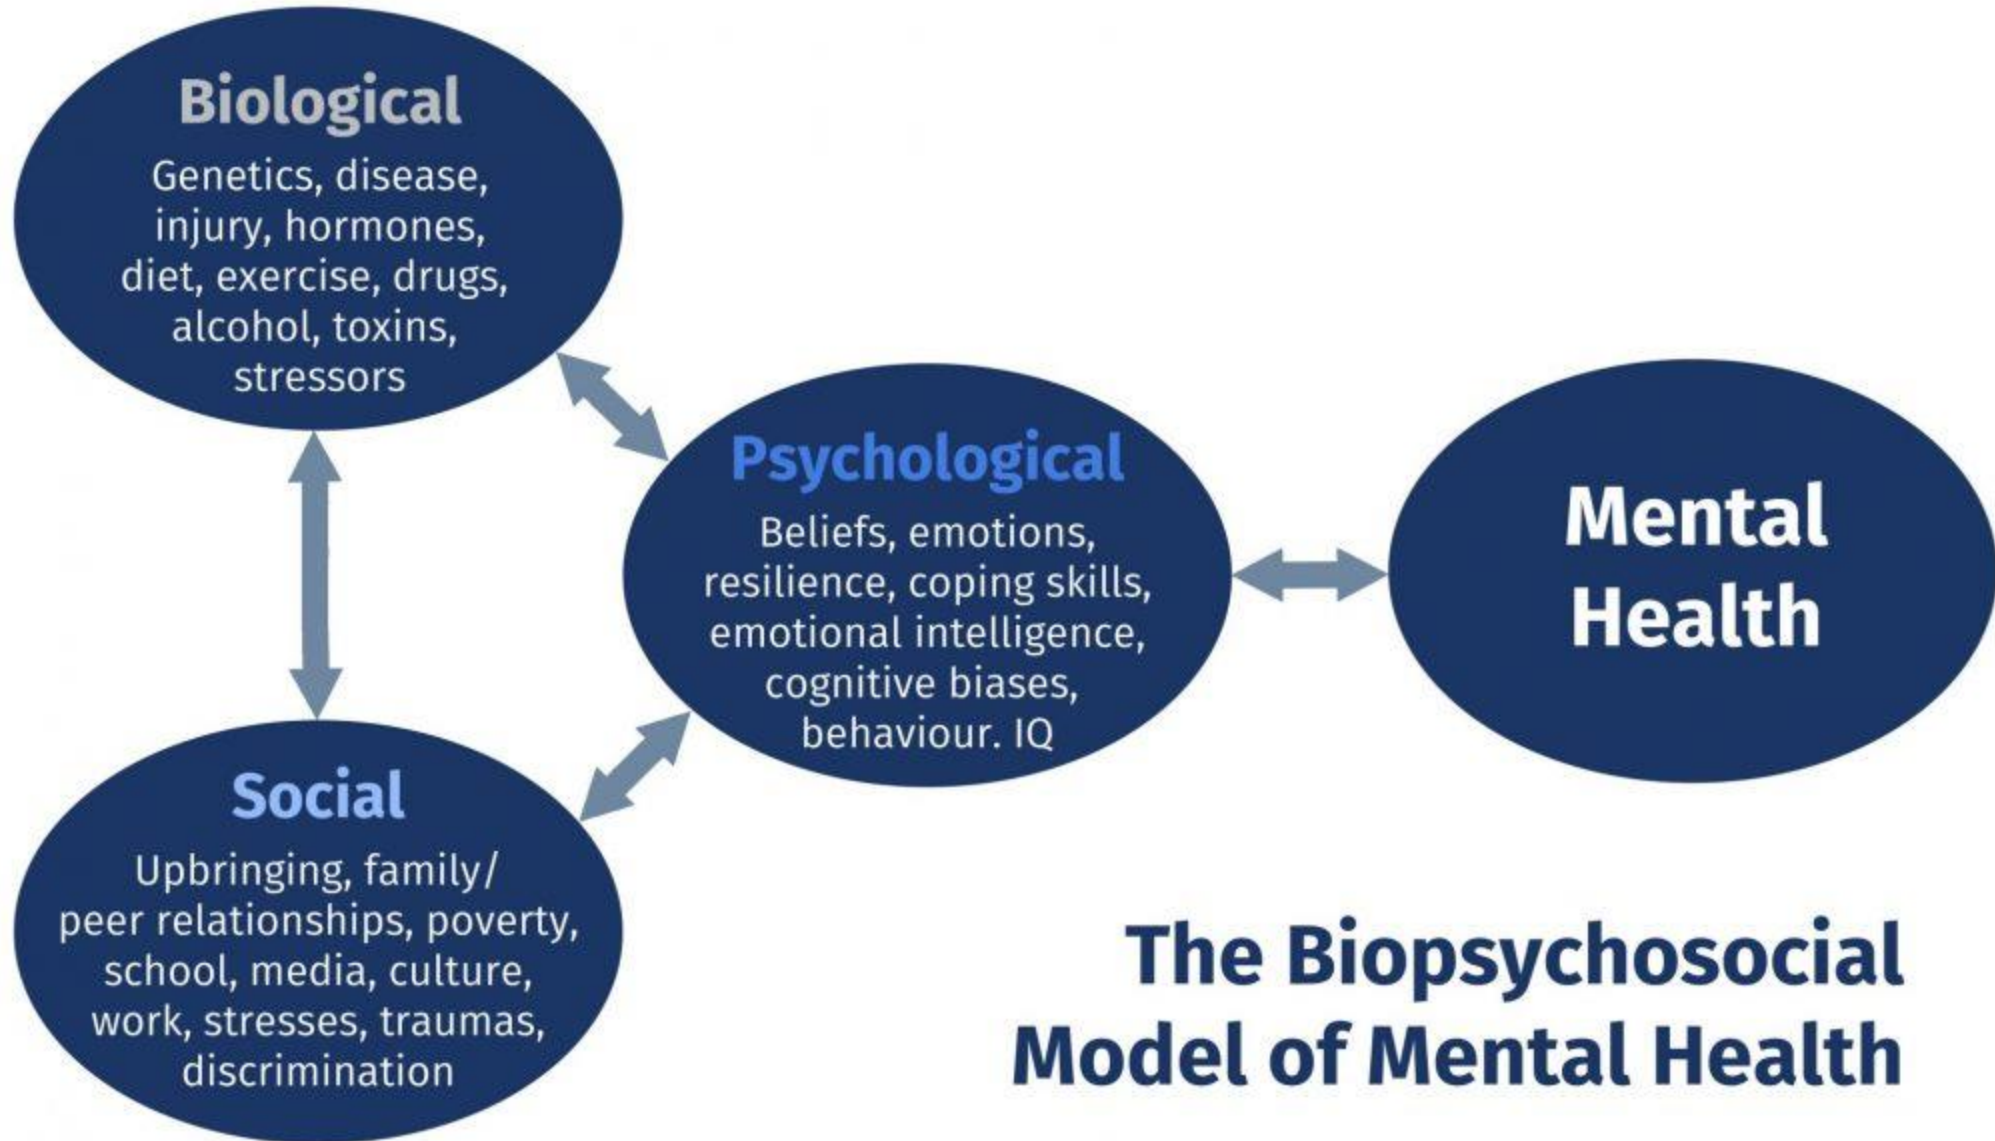 Biological
Genetics, disease,
injury, hormones,
diet, exercise, drugs,
alcohol, toxins,
stressors
Psychological
Beliefs, emotions,
resilience, coping skills,
emotional intelligence,
cognitive biases,
behaviour. IQ
Mental
Health
Social
Upbringing, family/
peer relationships, poverty,
school, media, culture,
work, stresses, traumas,
discrimination
The Biopsychosocial
Model of Mental Health